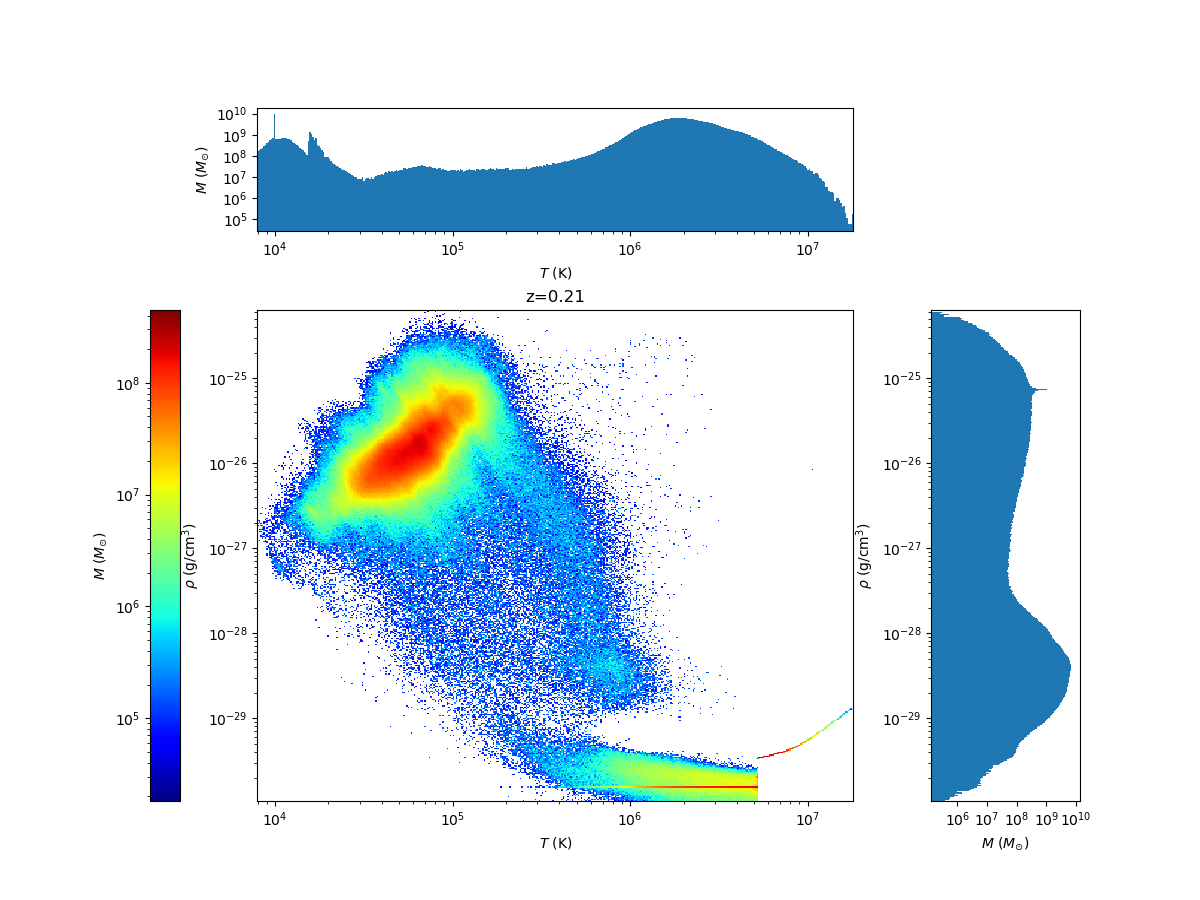 10¹⁰
10⁹
10⁸
10⁷
10⁶
10⁵
M (M⊙)
10⁴ 10⁵ 10⁶ 10⁷
T (K)
z=0.21
10⁸
10⁷
10⁶
10⁵
M (M⊙)
10⁻²⁵
10⁻²⁶
10⁻²⁷
10⁻²⁸
10⁻²⁹
ρ (g/cm³)
10⁴ 10⁵ 10⁶ 10⁷
T (K)
10⁻²⁵
10⁻²⁶
10⁻²⁷
10⁻²⁸
10⁻²⁹
ρ (g/cm³)
10⁶ 10⁷ 10⁸ 10⁹ 10¹⁰
M (M⊙)